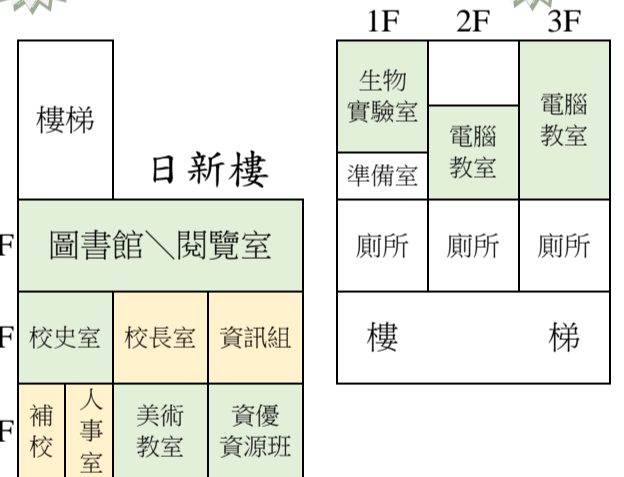 1F 2F 3F
樓梯
日新樓
生物
實驗室
準備室
電腦
教室
電腦
教室
F 圖書館＼閱覽室
廁所 廁所 廁所
F 校史室 校長室 資訊組
樓 梯
F 補校 人事室
美術
教室
資優
資源班